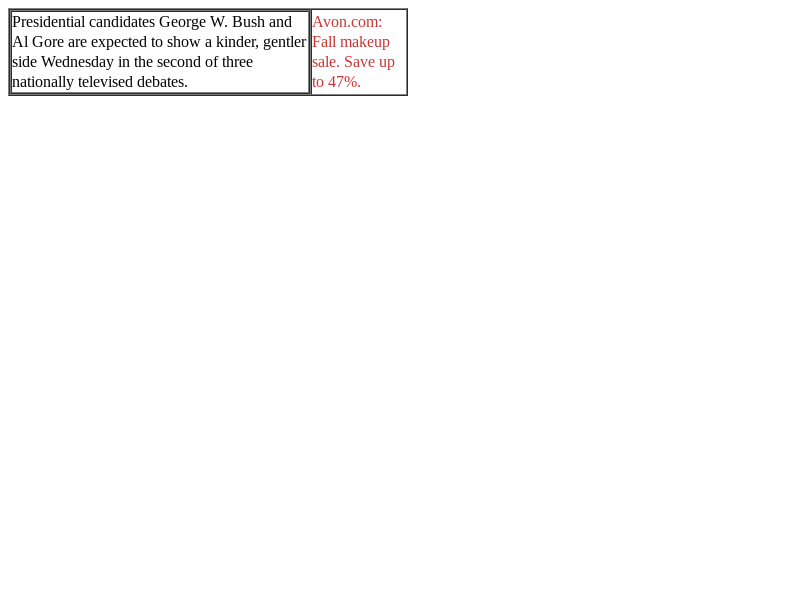 Presidential candidates George W. Bush and
Al Gore are expected to show a kinder, gentler
side Wednesday in the second of three
nationally televised debates.
Avon.com:
Fall makeup
sale. Save up
to 47%.